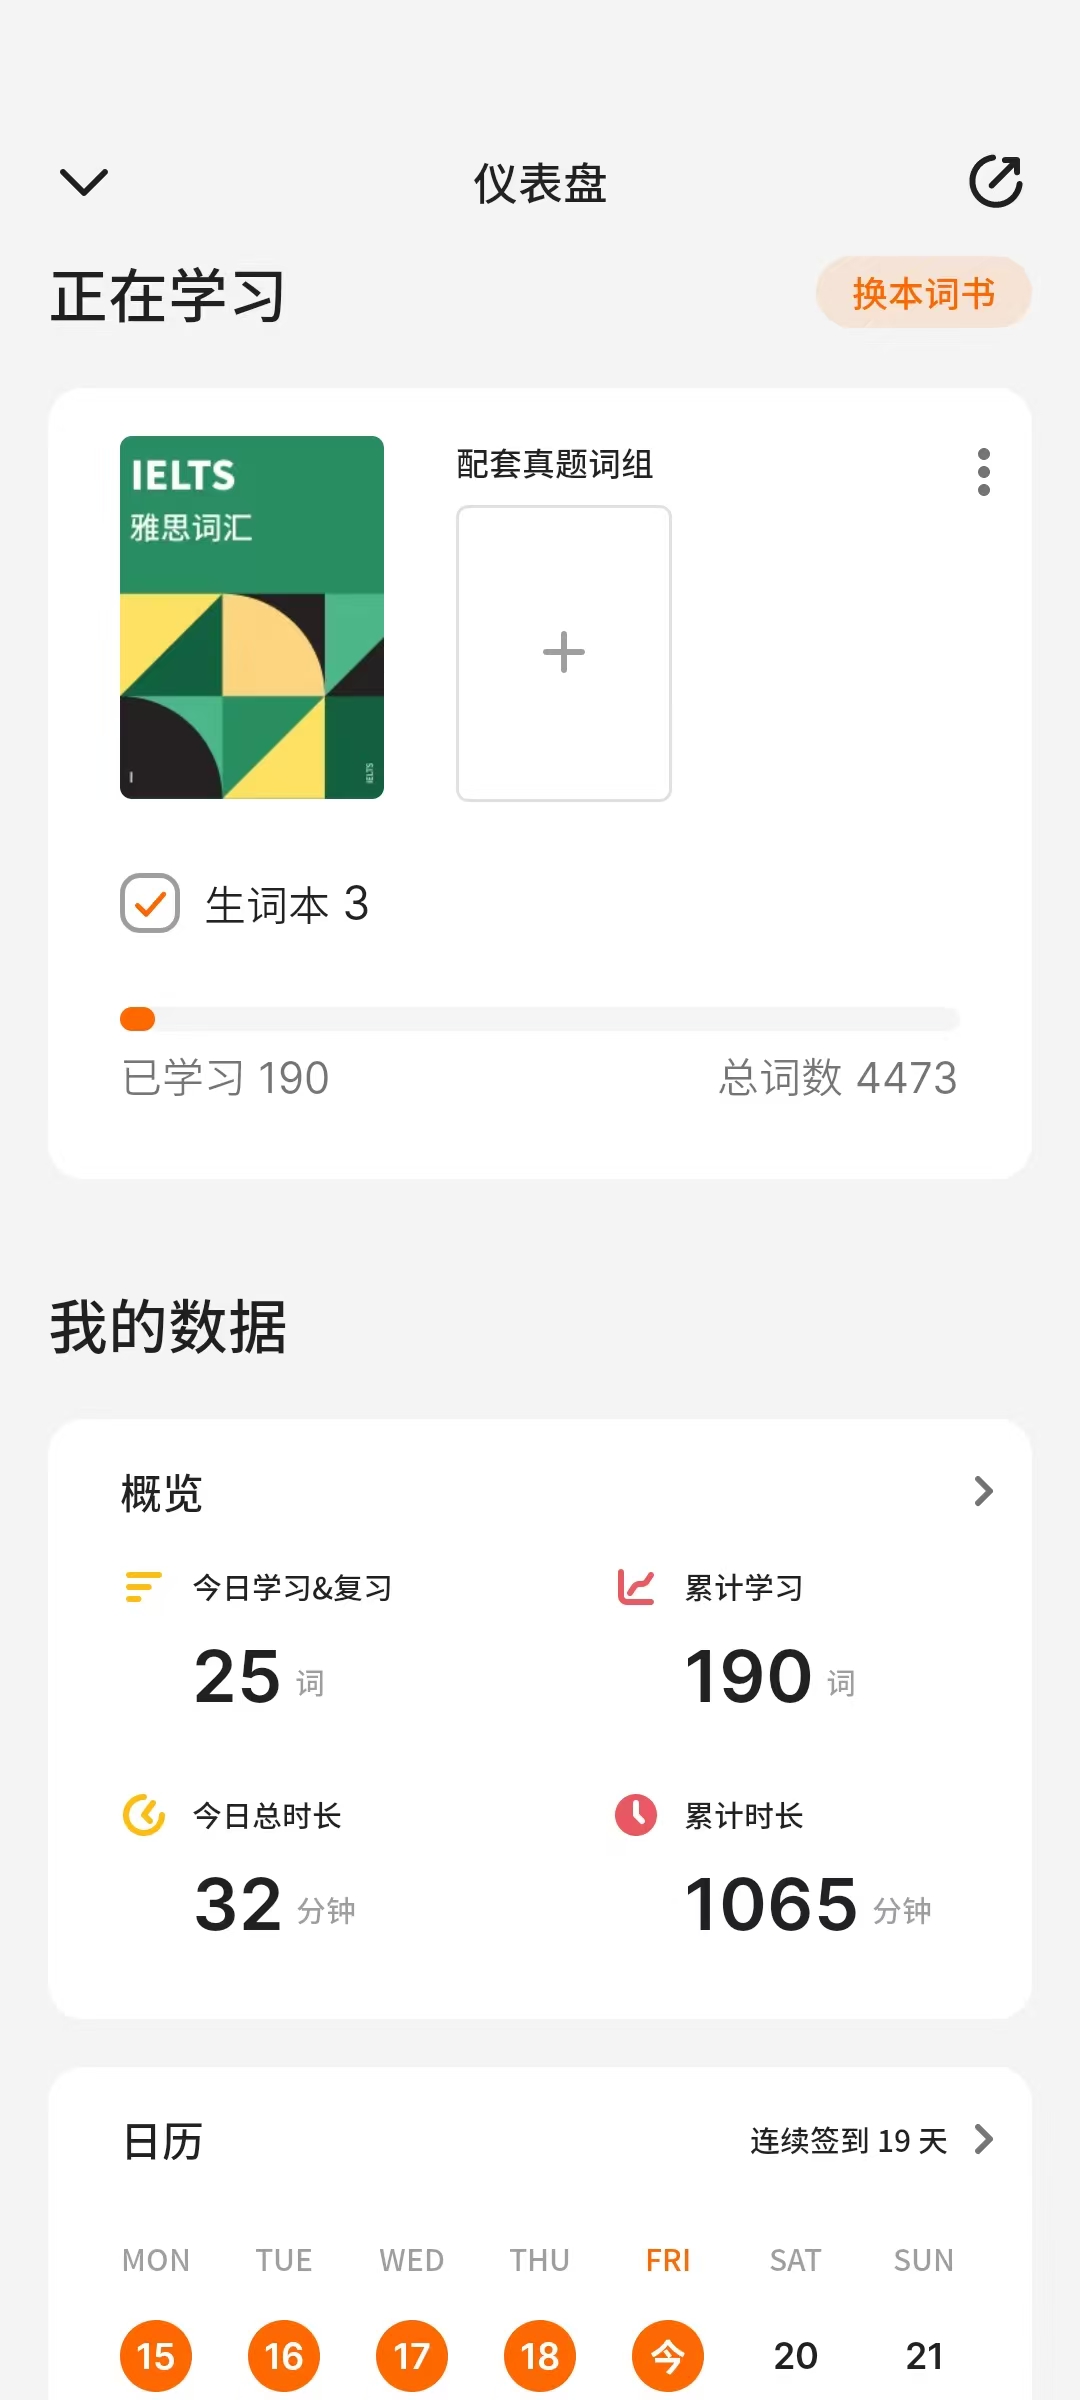 仪表盘
正在学习
换本词书
IELTS
雅思词汇
I
IELTS
配套真题词组
生词本 3
已学习 190
总词数 4473
我的数据
概览
今日学习&复习
25 词
累计学习
190 词
今日总时长
32 分钟
累计时长
1065 分钟
日历
连续签到 19 天
MON TUE WED THU FRI SAT SUN
15 16 17 18 今 20 21